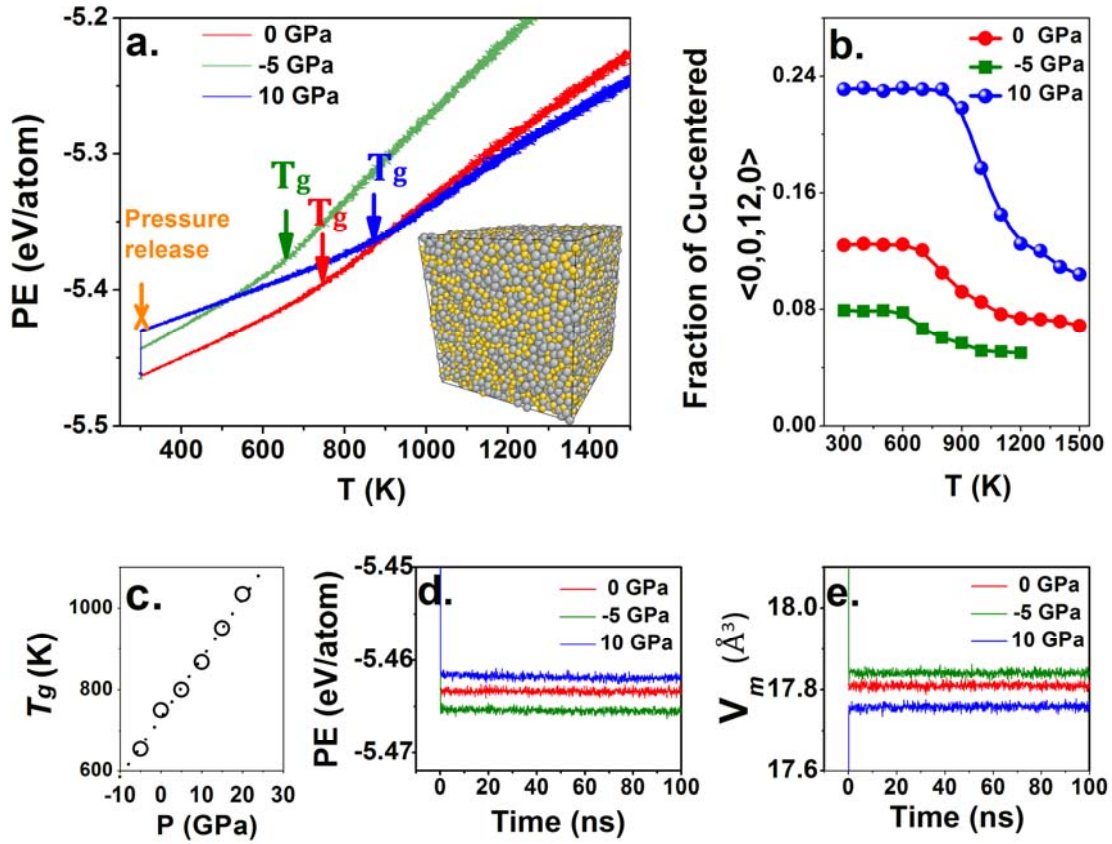 a.
0 GPa
-5 GPa
10 GPa
PE (eV/atom)
-5.2
-5.3
-5.4
-5.5
Tg
Tg
Tg
Pressure
release
400 600 800 1000 1200 1400
T (K)
b.
0 GPa
-5 GPa
10 GPa
Fraction of Cu-centered
<0,0,12,0>
0.24
0.16
0.08
0.00
300 600 900 1200 1500
T (K)
c.
Tg (K)
1000
800
600
-10 0 10 20 30
P (GPa)
d.
0 GPa
-5 GPa
10 GPa
PE (eV/atom)
-5.45
-5.46
-5.47
0 20 40 60 80 100
Time (ns)
e.
0 GPa
-5 GPa
10 GPa
Vm (Å³)
18.0
17.8
17.6
0 20 40 60 80 100
Time (ns)